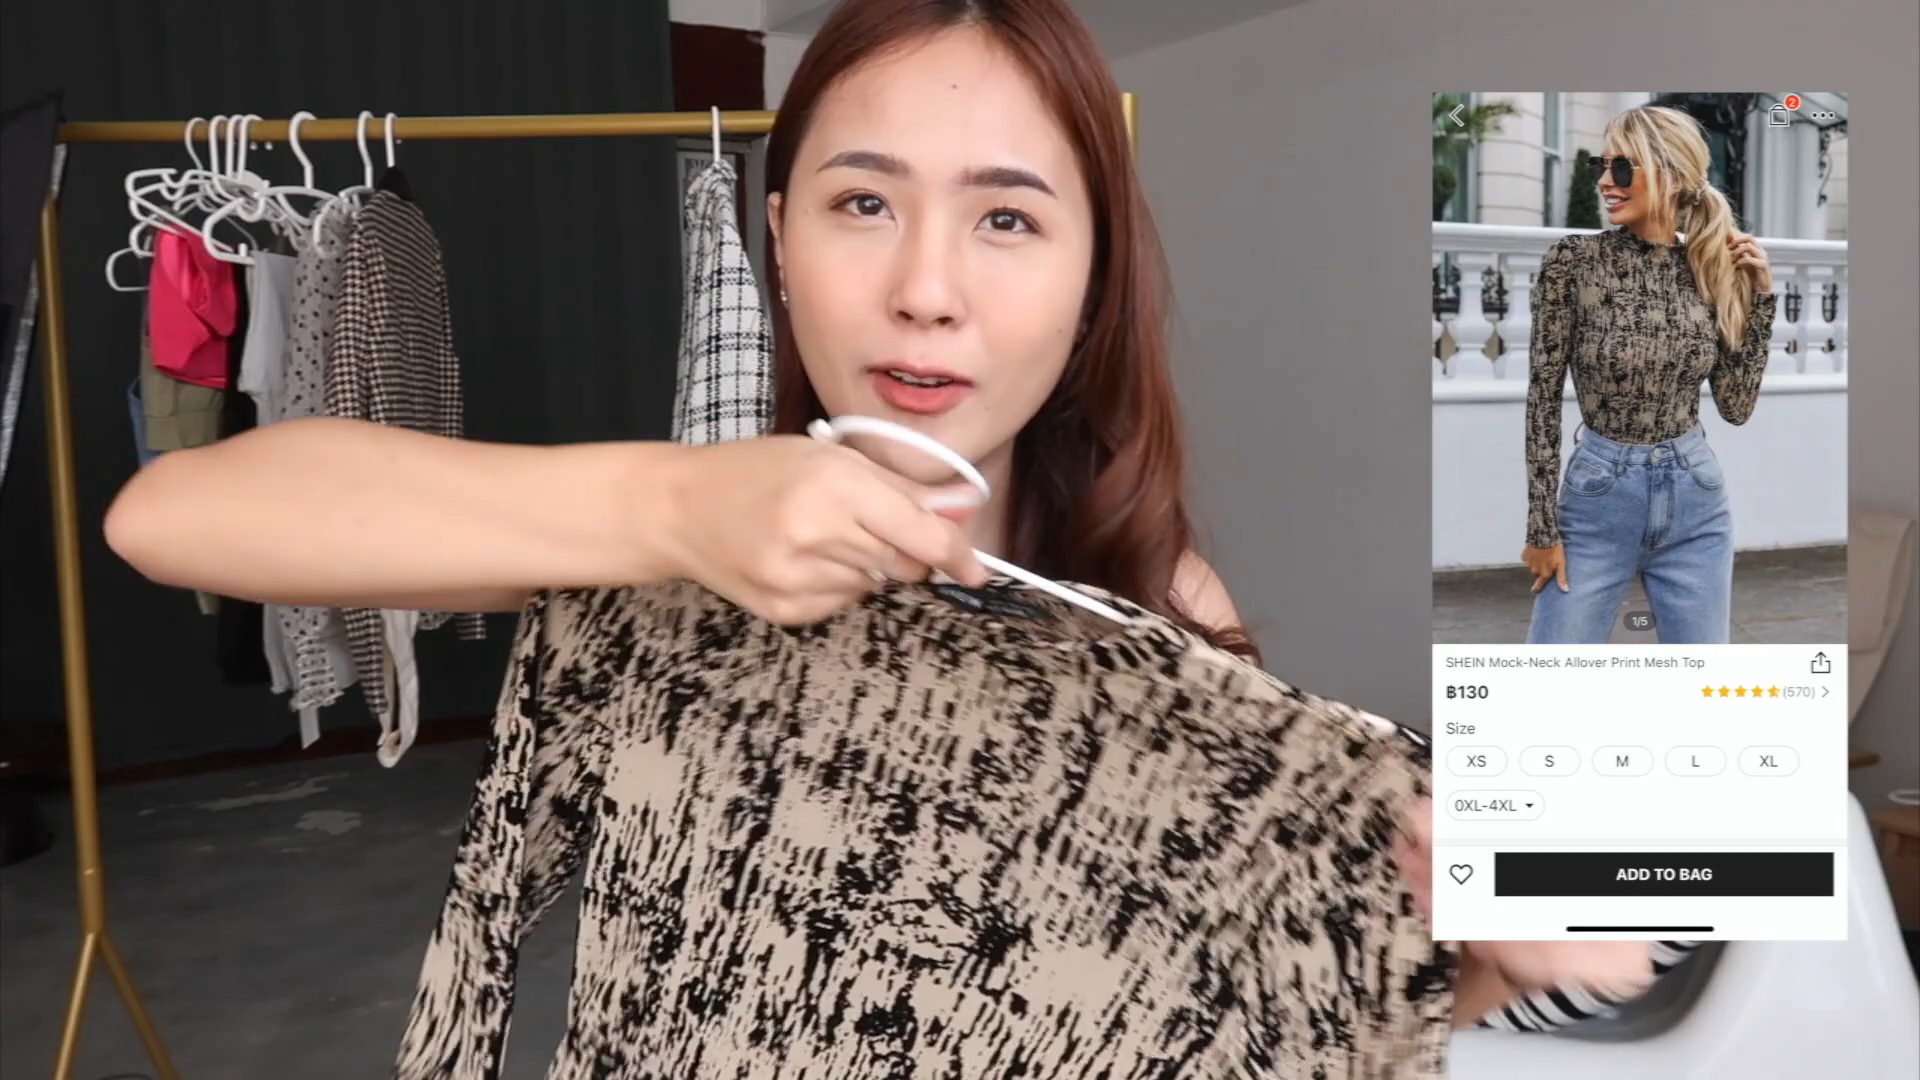 2
1/5
SHEIN Mock-Neck Allover Print Mesh Top
฿130
(570)
Size
XS
S
M
L
XL
0XL-4XL
ADD TO BAG